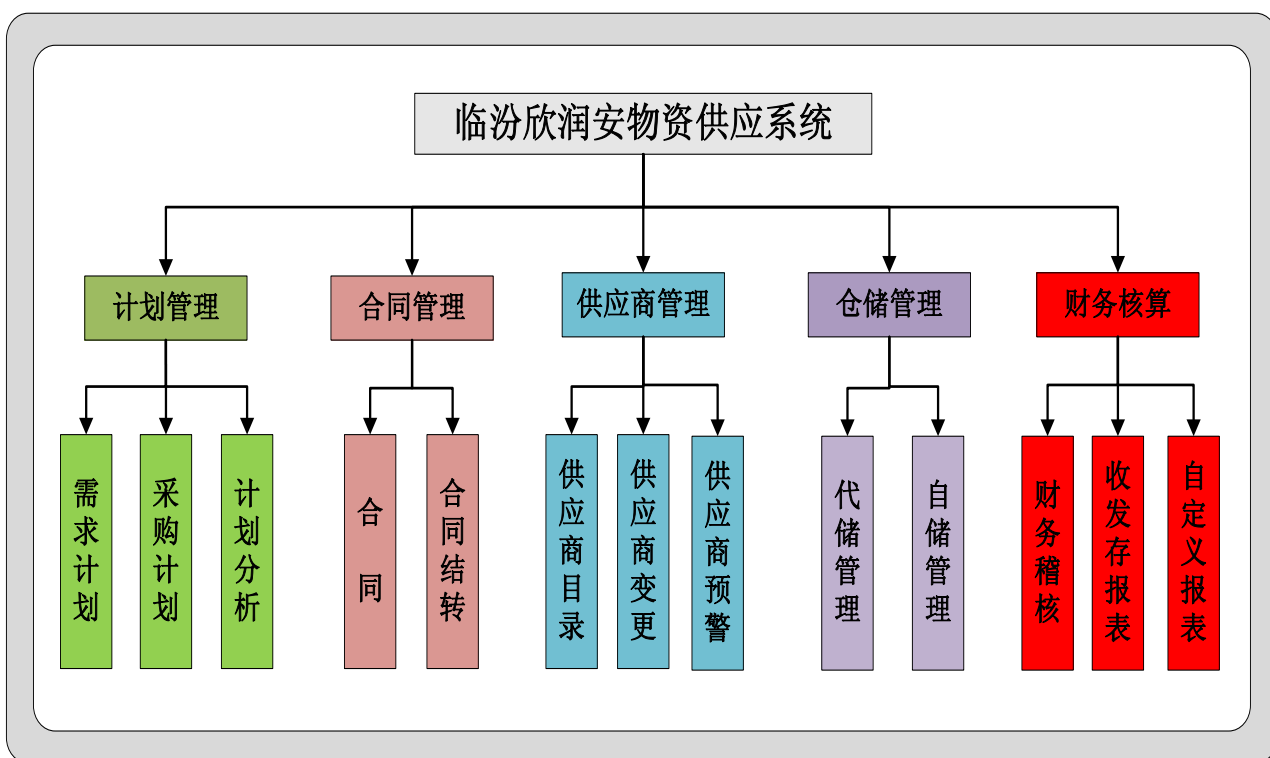 临汾欣润安物资供应系统
计划管理
合同管理
供应商管理
仓储管理
财务核算
需求计划
采购计划
计划分析
合同
合同结转
供应商目录
供应商变更
供应商预警
代储管理
自储管理
财务稽核
收发存报表
自定义报表